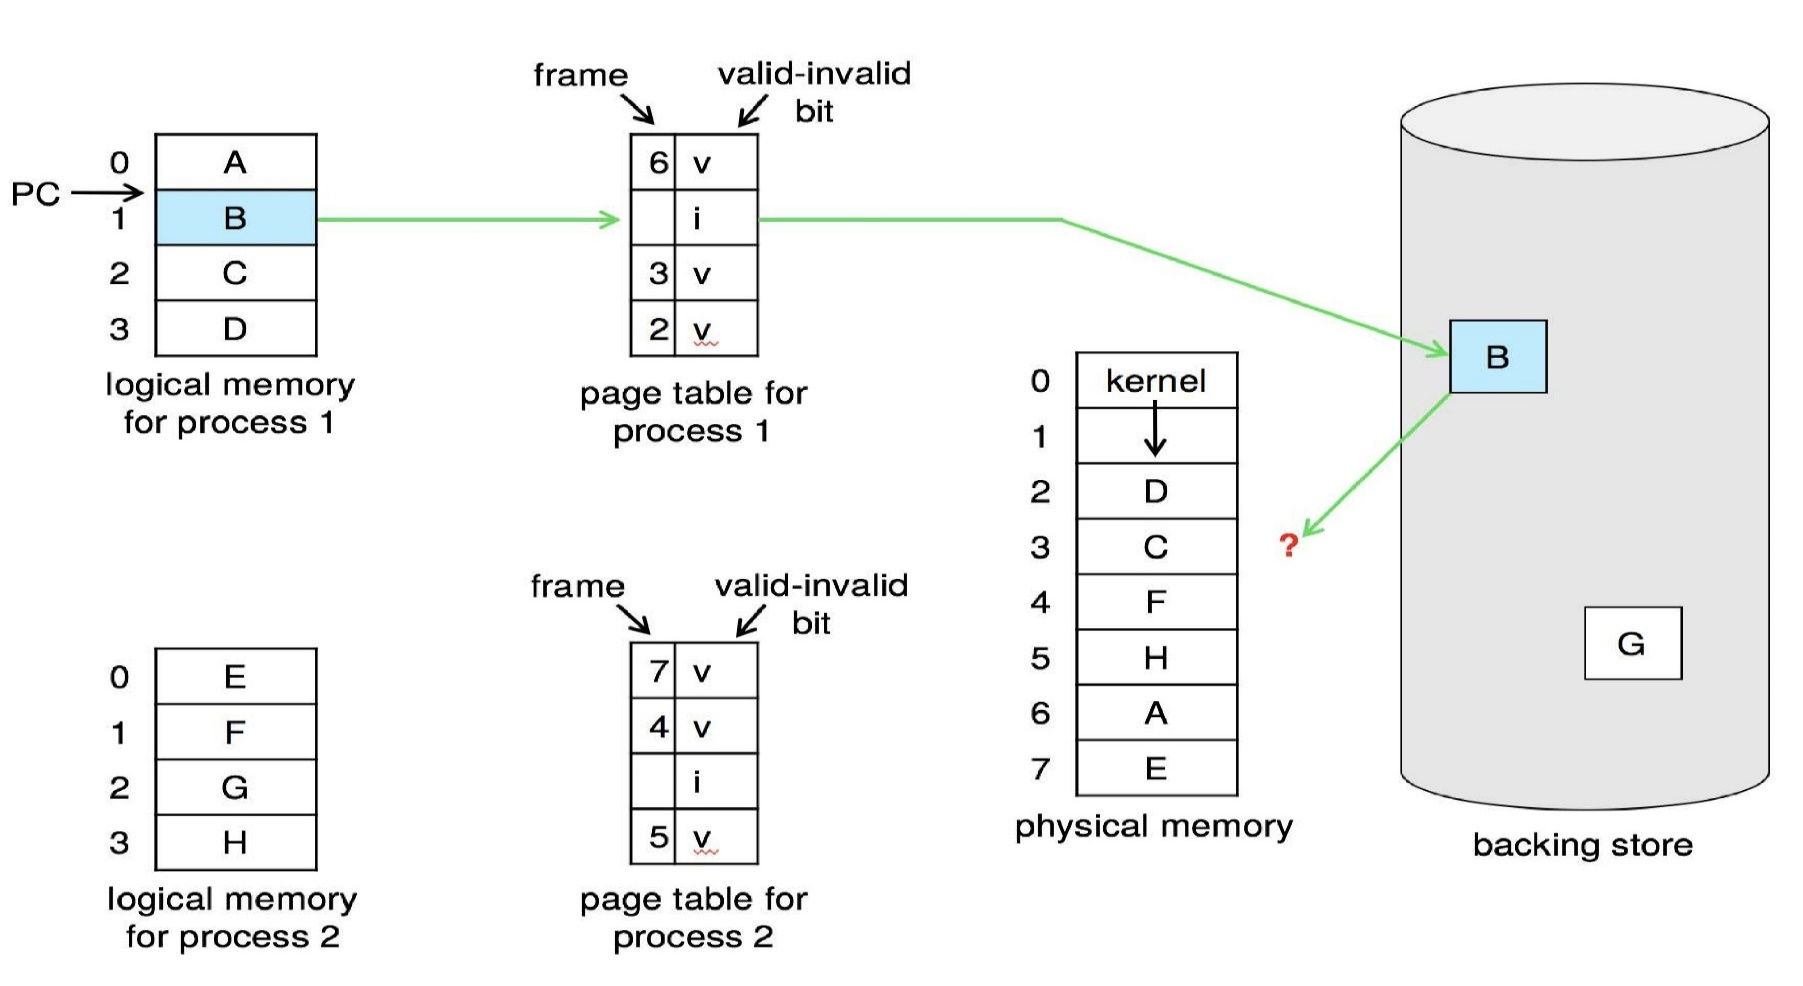 frame
valid-invalid
bit
PC
0 A
1 B
2 C
3 D
logical memory
for process 1
6 v
i
3 v
2 v
page table for
process 1
0 kernel
1
2 D
3 C
4 F
5 H
6 A
7 E
physical memory
?
B
G
backing store
0 E
1 F
2 G
3 H
logical memory
for process 2
frame
valid-invalid
bit
7 v
4 v
i
5 v
page table for
process 2